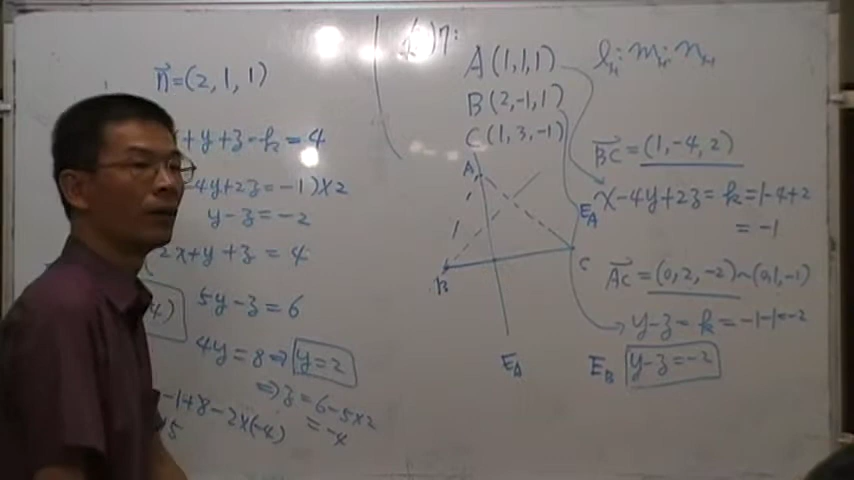 n=(2, 1, 1)
x+y+z=k=4
-4y+2z=-1)×2
y-z=-2
2x+y+z=4
5y-z=6
4)
4y=8⇒ y=2
⇒z=6-5×2
=-4
-1+8-2×(-4)
)7:
A(1,1,1)
B(2,-1,1)
C(1,3,-1)
A
B
C
E_A
l : m : n
BC=(1,-4,2)
E_A x-4y+2z=k=1-4+2
=-1
AC=(0,2,-2)~(0,1,-1)
y-z=k=-1-1=-2
E_B y-z=-2